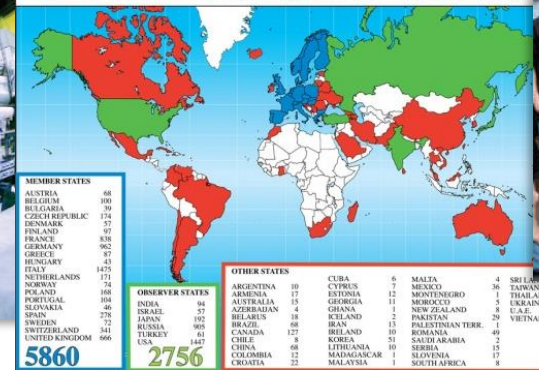 MEMBER STATES
AUSTRIA 68
BELGIUM 100
BULGARIA 39
CZECH REPUBLIC 174
DENMARK 57
FINLAND 97
FRANCE 838
GERMANY 962
GREECE 87
HUNGARY 43
ITALY 1475
NETHERLANDS 171
NORWAY 74
POLAND 168
PORTUGAL 104
SLOVAKIA 46
SPAIN 278
SWEDEN 72
SWITZERLAND 341
UNITED KINGDOM 666
5860
OBSERVER STATES
INDIA 94
ISRAEL 57
JAPAN 192
RUSSIA 905
TURKEY 61
USA 1447
2756
OTHER STATES
ARGENTINA 10
ARMENIA 17
AUSTRALIA 15
AZERBAIJAN 4
BELARUS 18
BRAZIL 68
CANADA 127
CHILE 8
CHINA 68
COLOMBIA 12
CROATIA 22
CUBA 6
CYPRUS 7
ESTONIA 12
GEORGIA 11
GHANA 1
ICELAND 2
IRAN 13
IRELAND 10
KOREA 51
LITHUANIA 10
MADAGASCAR 1
MALAYSIA 1
MALTA 4
MEXICO 36
MONTENEGRO 1
MOROCCO 5
NEW ZEALAND 8
PAKISTAN 29
PALESTINIAN TERR. 1
ROMANIA 49
SAUDI ARABIA 2
SERBIA 15
SLOVENIA 17
SOUTH AFRICA 8
SRI LA
TAIWAN
THAILA
UKRAIN
U.A.E.
VIETNA